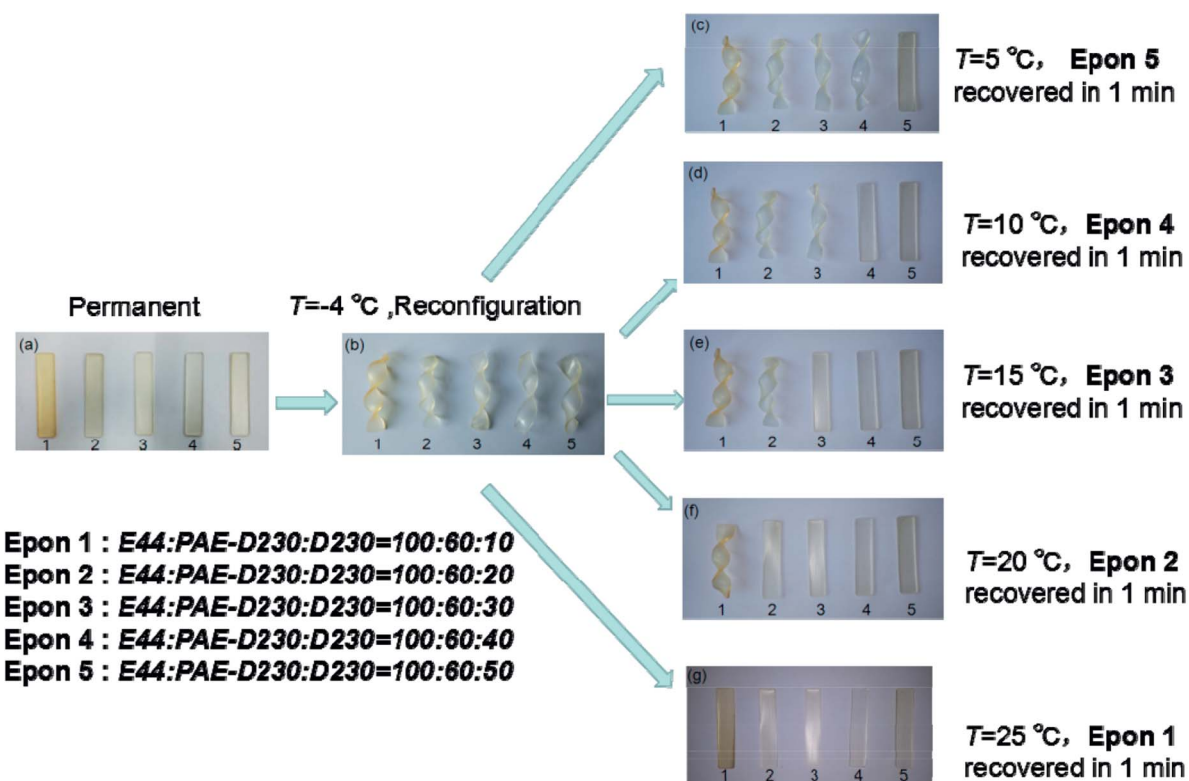 (c)
1 2 3 4 5
T=5 °C, Epon 5
recovered in 1 min
(d)
1 2 3 4 5
T=10 °C, Epon 4
recovered in 1 min
Permanent
T=-4 °C ,Reconfiguration
(a)
1 2 3 4 5
(b)
1 2 3 4 5
(e)
1 2 3 4 5
T=15 °C, Epon 3
recovered in 1 min
(f)
1 2 3 4 5
T=20 °C, Epon 2
recovered in 1 min
Epon 1 : E44:PAE-D230:D230=100:60:10
Epon 2 : E44:PAE-D230:D230=100:60:20
Epon 3 : E44:PAE-D230:D230=100:60:30
Epon 4 : E44:PAE-D230:D230=100:60:40
Epon 5 : E44:PAE-D230:D230=100:60:50
(g)
1 2 3 4 5
T=25 °C, Epon 1
recovered in 1 min